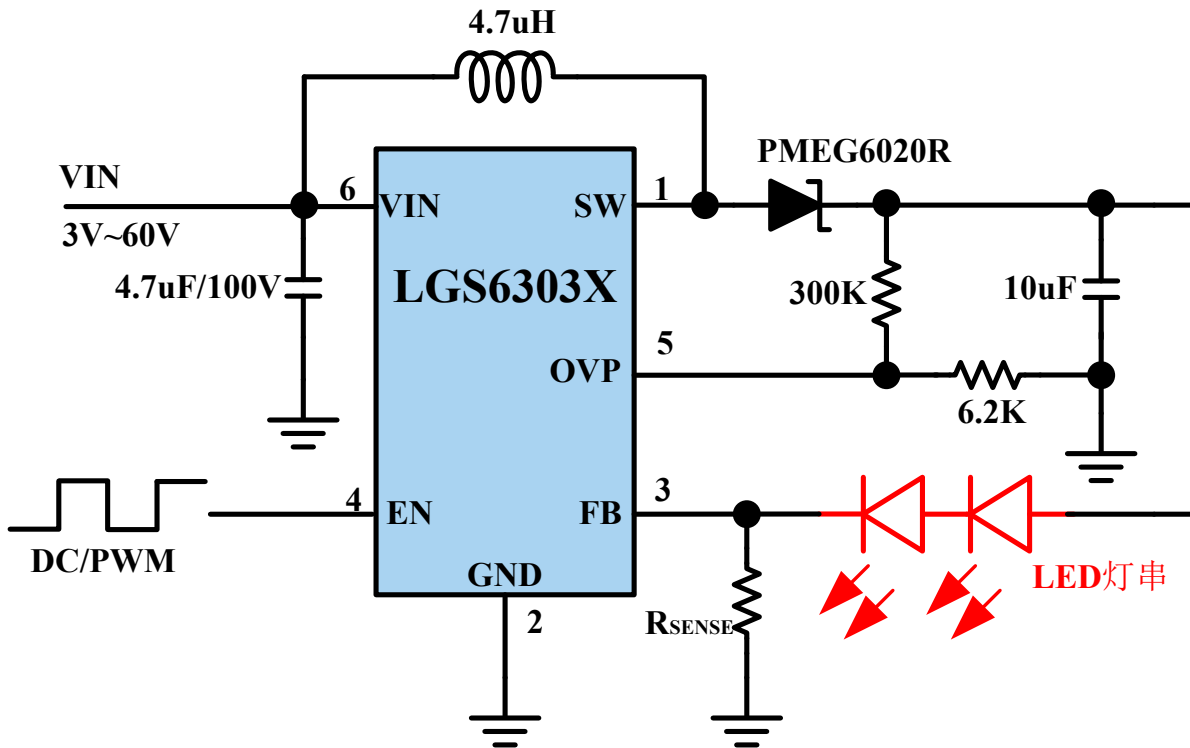 4.7uH
VIN
3V~60V
6
VIN
SW
1
PMEG6020R
4.7uF/100V
LGS6303X
300K
10uF
OVP
5
6.2K
DC/PWM
4
EN
FB
3
GND
2
RSENSE
LED灯串